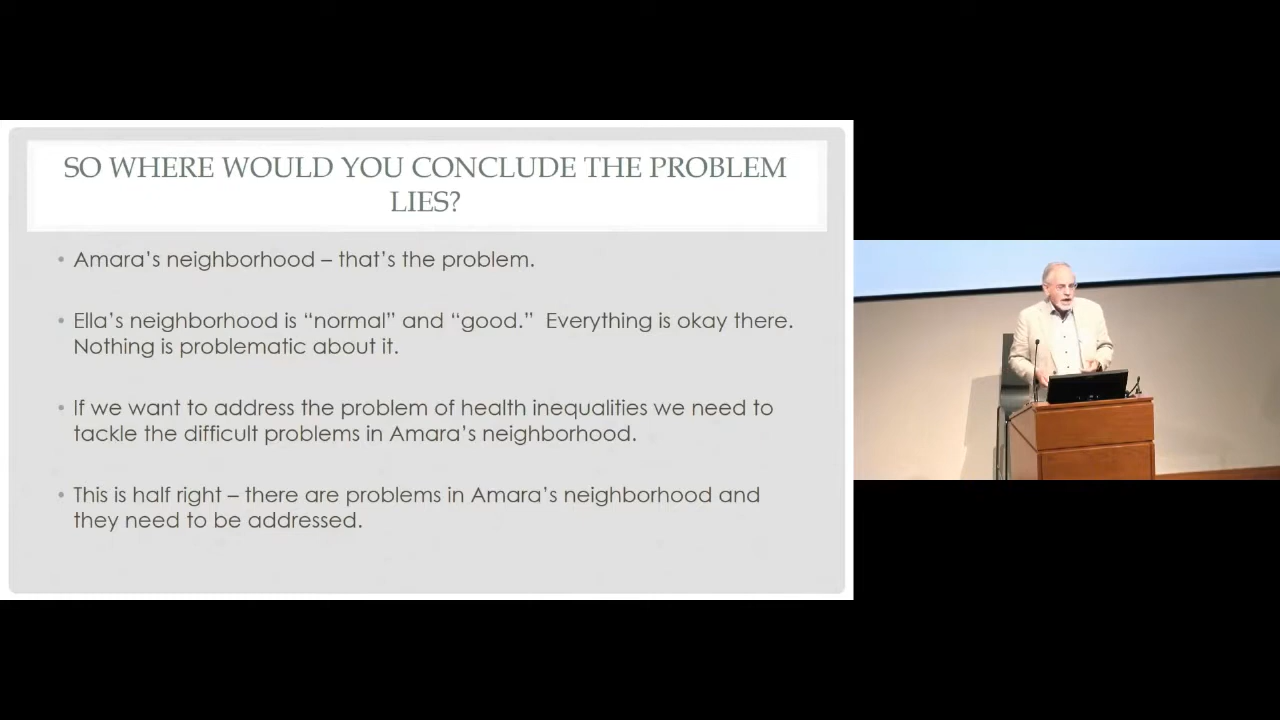 SO WHERE WOULD YOU CONCLUDE THE PROBLEM
LIES?
• Amara’s neighborhood – that’s the problem.
• Ella’s neighborhood is “normal” and “good.”  Everything is okay there.
Nothing is problematic about it.
• If we want to address the problem of health inequalities we need to
tackle the difficult problems in Amara’s neighborhood.
• This is half right – there are problems in Amara’s neighborhood and
they need to be addressed.